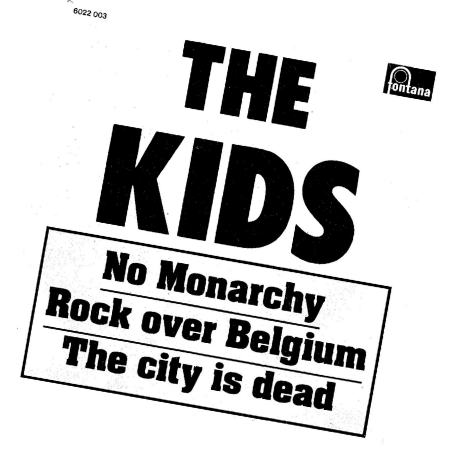 6022 003
THE
fontana
KIDS
No Monarchy
Rock over Belgium
The city is dead